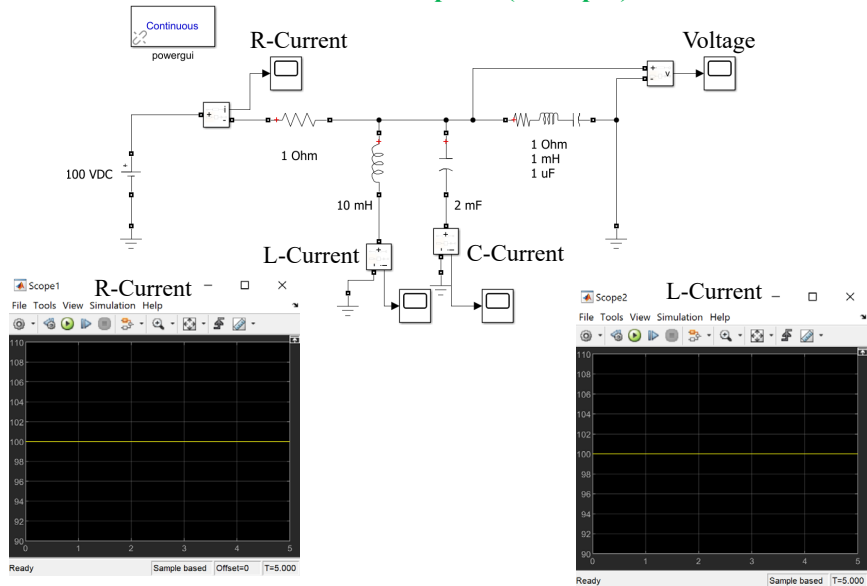 Continuous
powergui
R-Current
Voltage
i
+
-
+
-
v
1 Ohm
1 Ohm
1 mH
1 uF
100 VDC
+
10 mH
2 mF
L-Current
C-Current
+
- i
+
- i
Scope1
R-Current
File Tools View Simulation Help
110
108
106
104
102
100
98
96
94
92
90
0 1 2 3 4 5
Ready
Sample based Offset=0 T=5.000
Scope2
L-Current
File Tools View Simulation Help
110
108
106
104
102
100
98
96
94
92
90
0 1 2 3 4 5
Ready
Sample based T=5.000